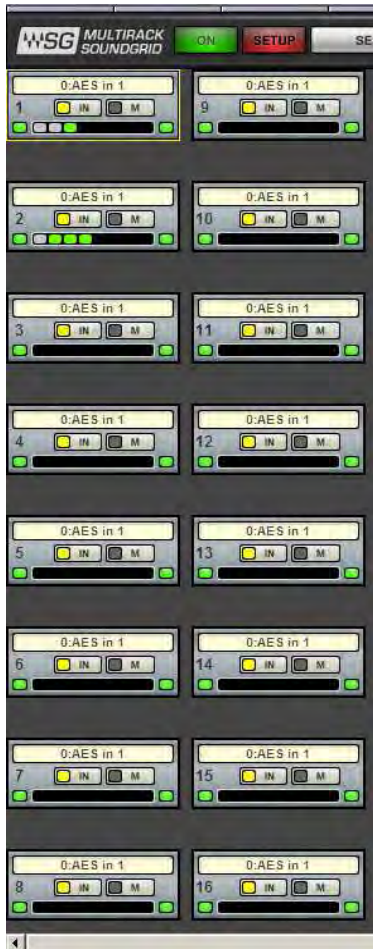 WSG MULTIRACK SOUNDGRID ON SETUP SE
0:AES in 1 0:AES in 1
1 IN M 9 IN M
0:AES in 1 0:AES in 1
2 IN M 10 IN M
0:AES in 1 0:AES in 1
3 IN M 11 IN M
0:AES in 1 0:AES in 1
4 IN M 12 IN M
0:AES in 1 0:AES in 1
5 IN M 13 IN M
0:AES in 1 0:AES in 1
6 IN M 14 IN M
0:AES in 1 0:AES in 1
7 IN M 15 IN M
0:AES in 1 0:AES in 1
8 IN M 16 IN M